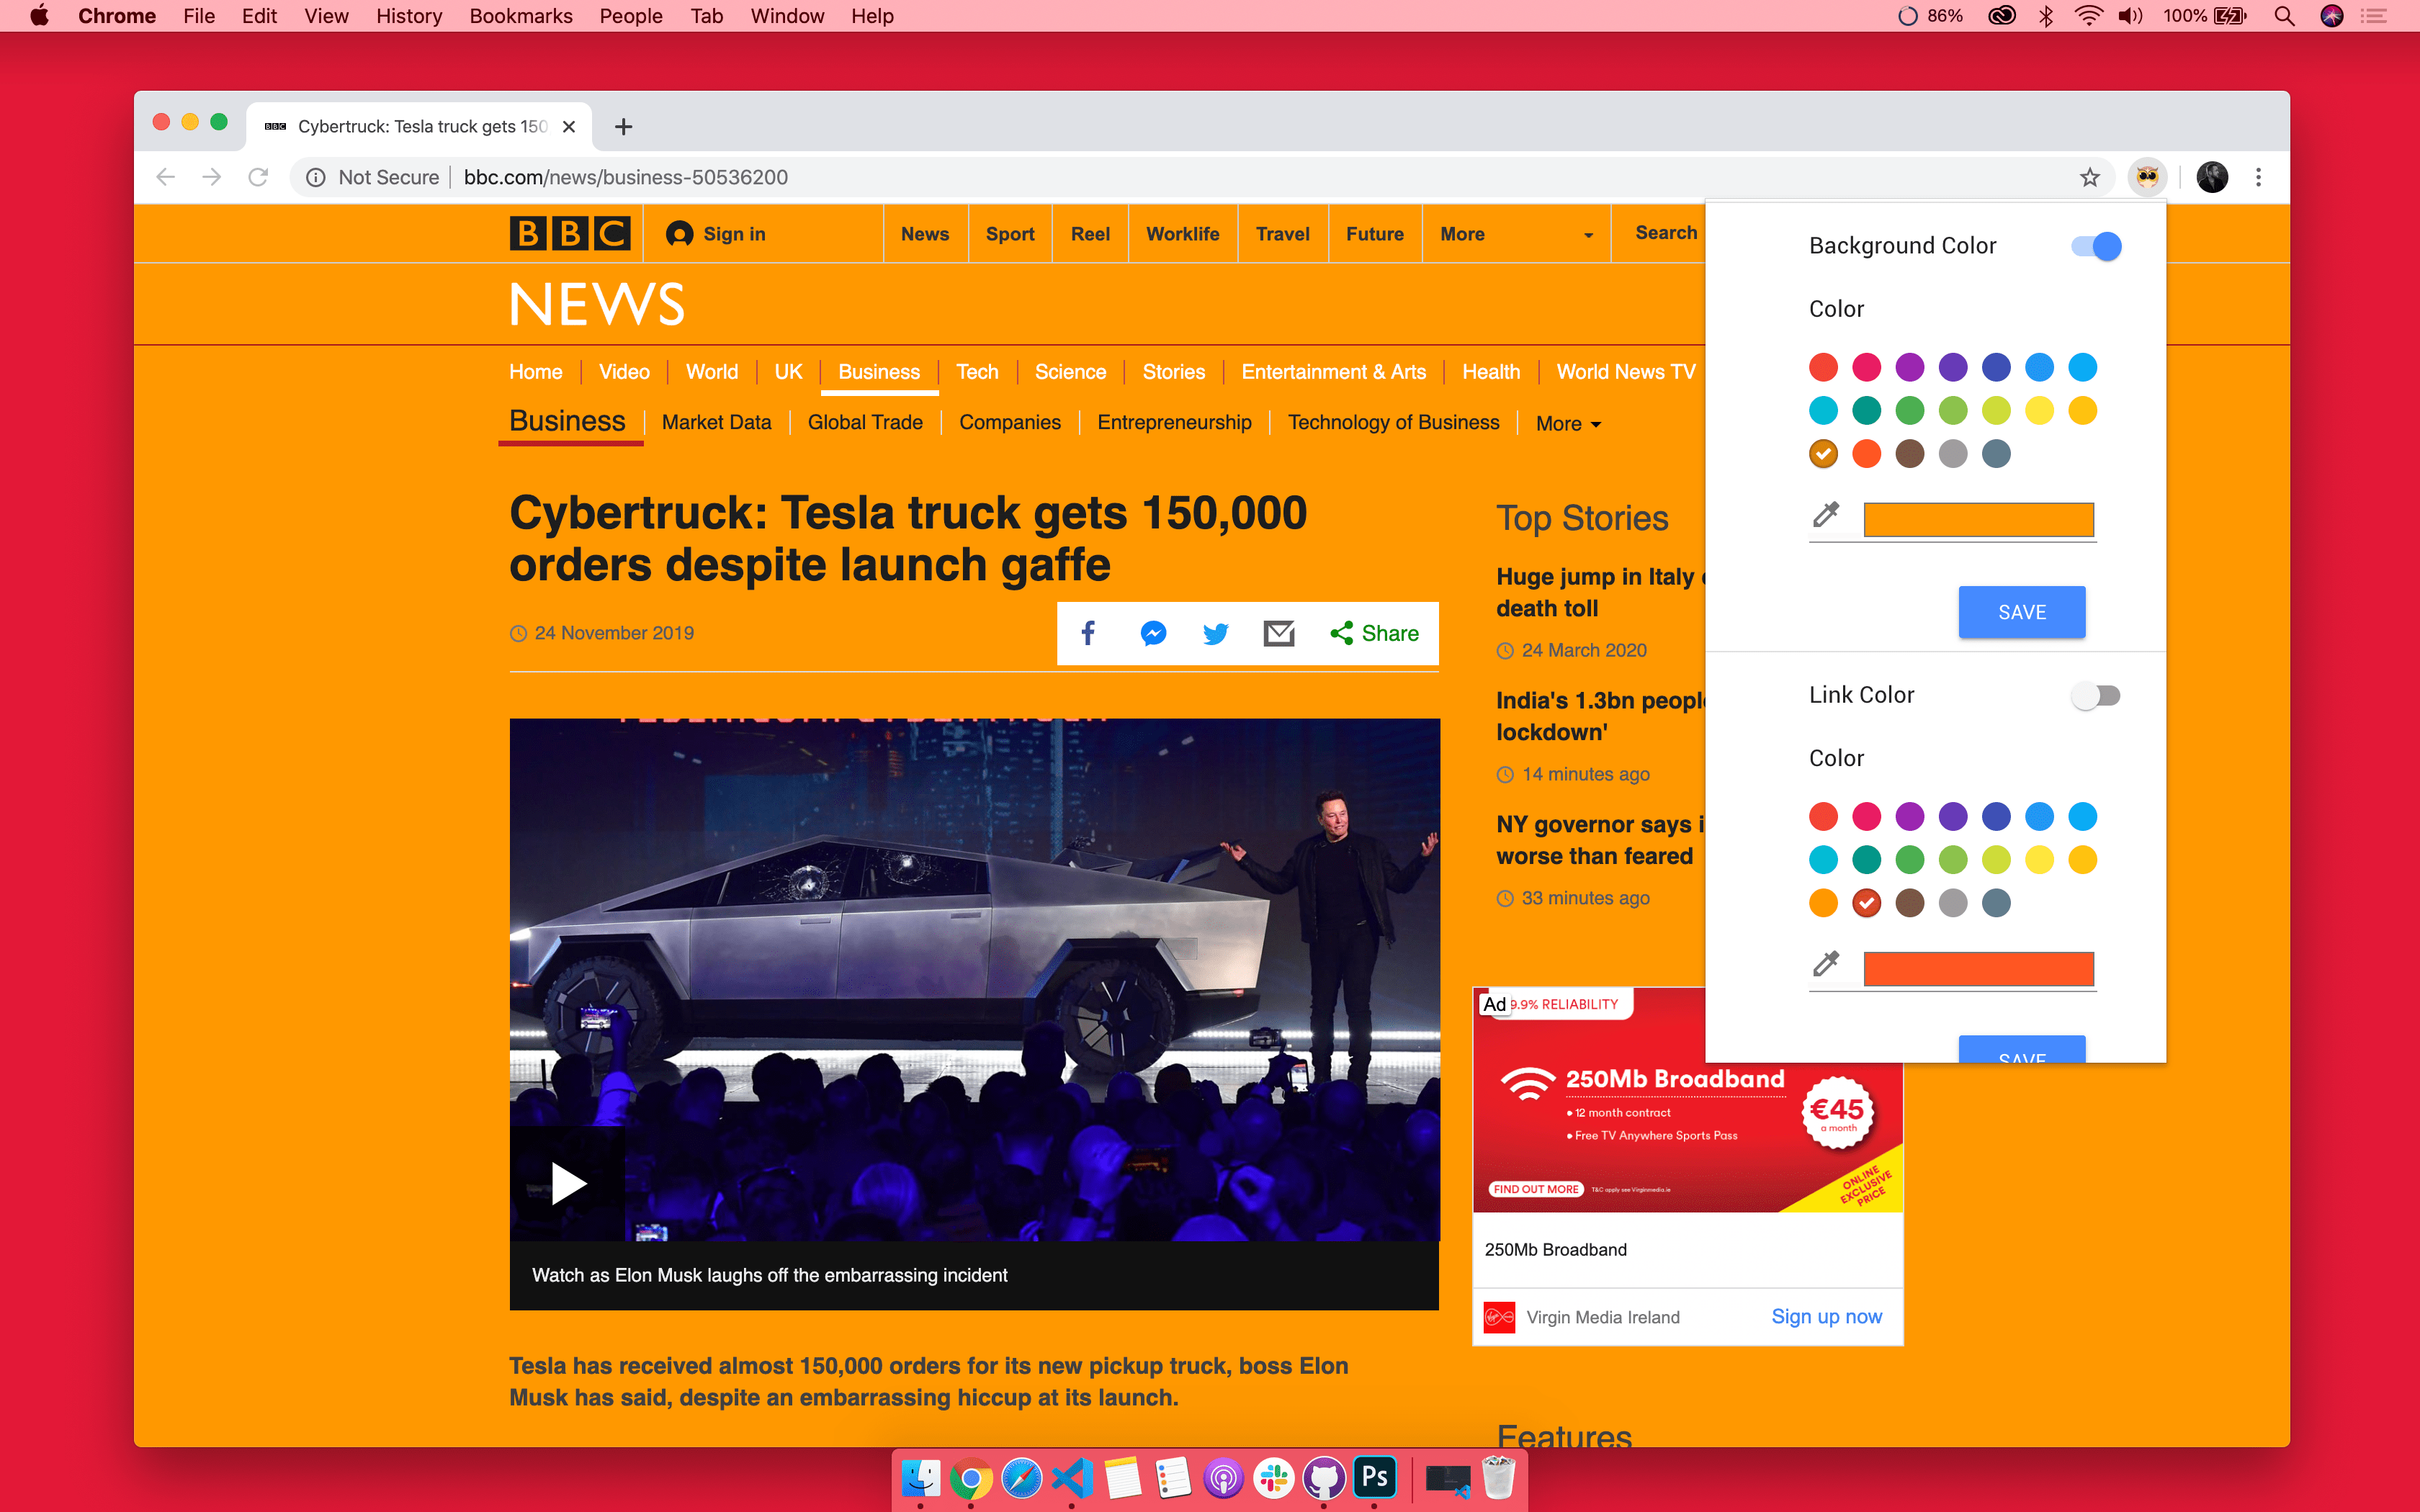 Chrome File Edit View History Bookmarks People Tab Window Help 86% 100%
BBC Cybertruck: Tesla truck gets 150
Not Secure bbc.com/news/business-50536200
BBC Sign in News Sport Reel Worklife Travel Future More Search
NEWS
Home Video World UK Business Tech Science Stories Entertainment & Arts Health World News TV
Business Market Data Global Trade Companies Entrepreneurship Technology of Business More
Cybertruck: Tesla truck gets 150,000
orders despite launch gaffe
24 November 2019
Share
Watch as Elon Musk laughs off the embarrassing incident
Tesla has received almost 150,000 orders for its new pickup truck, boss Elon
Musk has said, despite an embarrassing hiccup at its launch.
Top Stories
Huge jump in Italy
death toll
24 March 2020
India's 1.3bn people
lockdown'
14 minutes ago
NY governor says
worse than feared
33 minutes ago
Ad 9.9% RELIABILITY
250Mb Broadband
• 12 month contract
• Free TV Anywhere Sports Pass
€45
a month
FIND OUT MORE T&C apply see Virginmedia.ie
ONLINE
EXCLUSIVE
PRICE
250Mb Broadband
Virgin Media Ireland Sign up now
Features
Background Color
Color
SAVE
Link Color
Color
SAVE
Ps